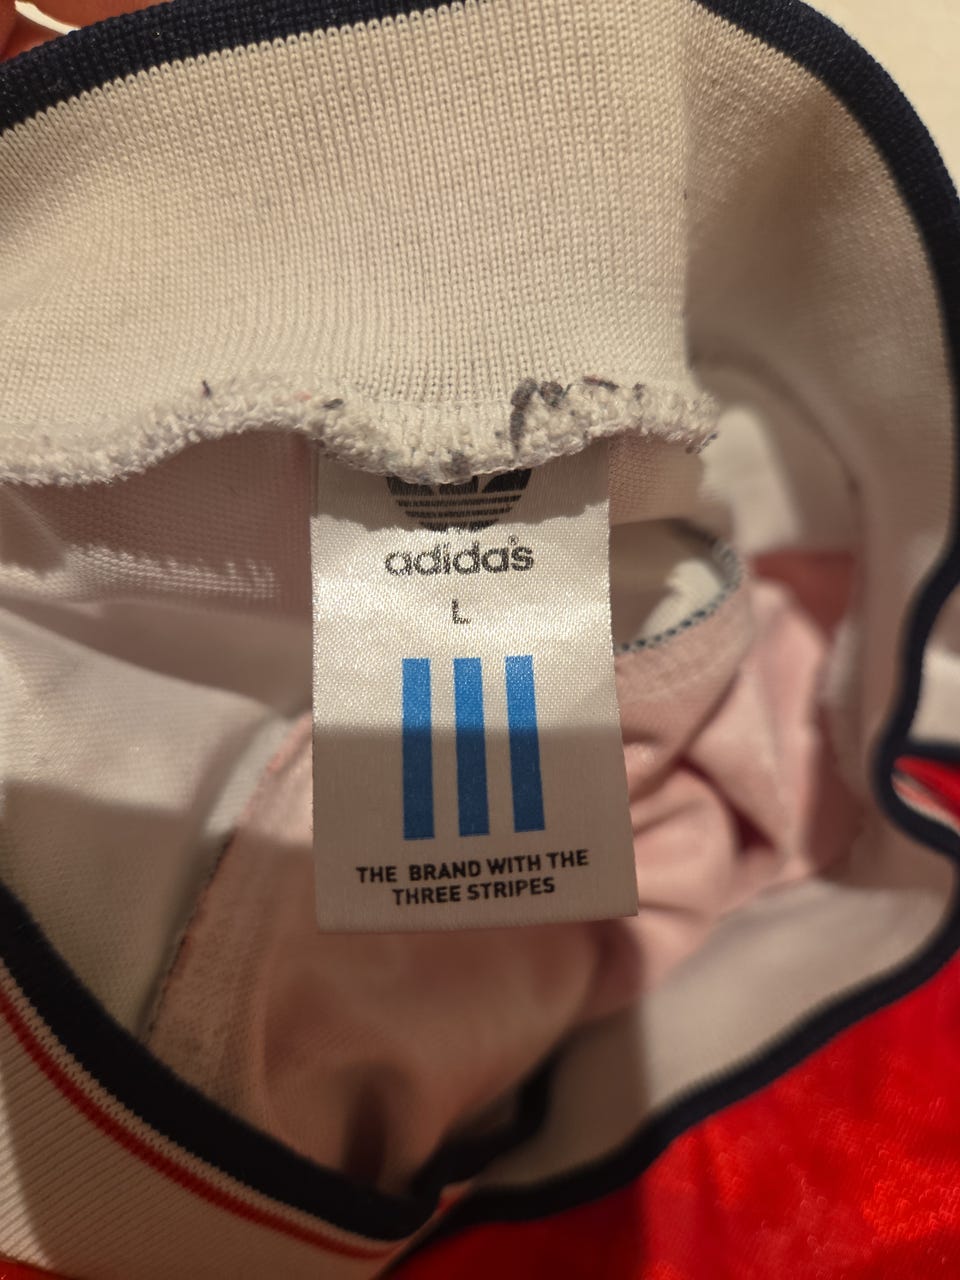 adidas
L
THE BRAND WITH THE
THREE STRIPES